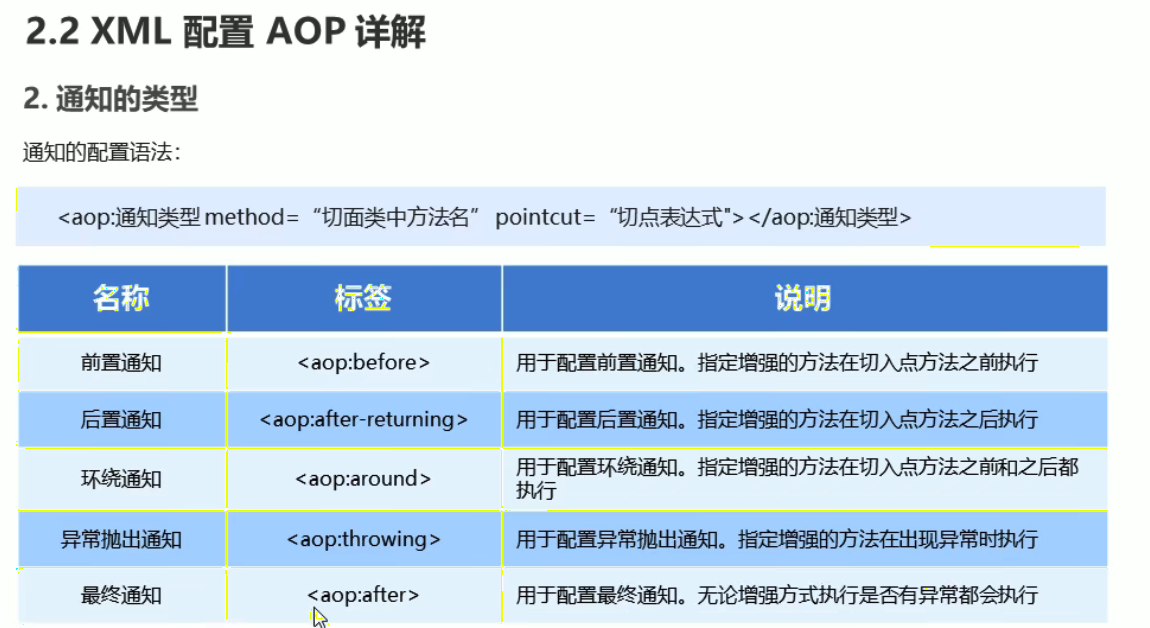 2.2 XML 配置 AOP 详解
2. 通知的类型
通知的配置语法：
<aop:通知类型 method=“切面类中方法名” pointcut=“切点表达式"></aop:通知类型>
名称 标签 说明
前置通知 <aop:before> 用于配置前置通知。指定增强的方法在切入点方法之前执行
后置通知 <aop:after-returning> 用于配置后置通知。指定增强的方法在切入点方法之后执行
环绕通知 <aop:around> 用于配置环绕通知。指定增强的方法在切入点方法之前和之后都
执行
异常抛出通知 <aop:throwing> 用于配置异常抛出通知。指定增强的方法在出现异常时执行
最终通知 <aop:after> 用于配置最终通知。无论增强方式执行是否有异常都会执行